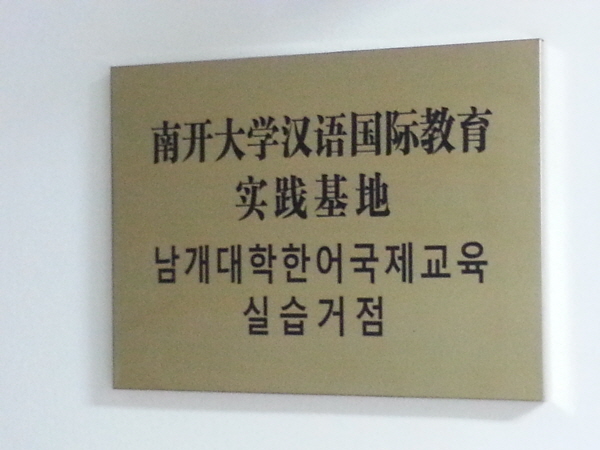 南开大学汉语国际教育
实践基地
남개대학한어국제교육
실습거점